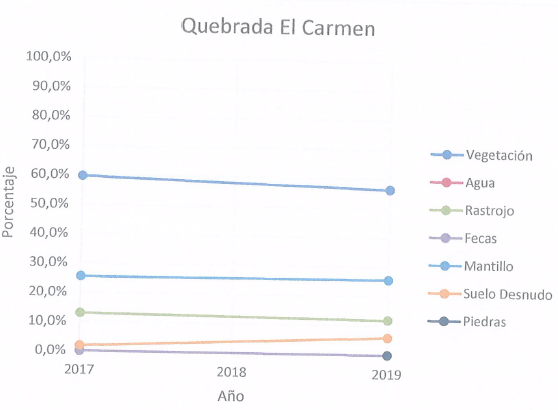 Quebrada El Carmen
100,0%
90,0%
80,0%
70,0%
60,0%
50,0%
40,0%
30,0%
20,0%
10,0%
0,0%
Porcentaje
2017
2018
2019
Año
Vegetación
Agua
Rastrojo
Fecas
Mantillo
Suelo Desnudo
Piedras